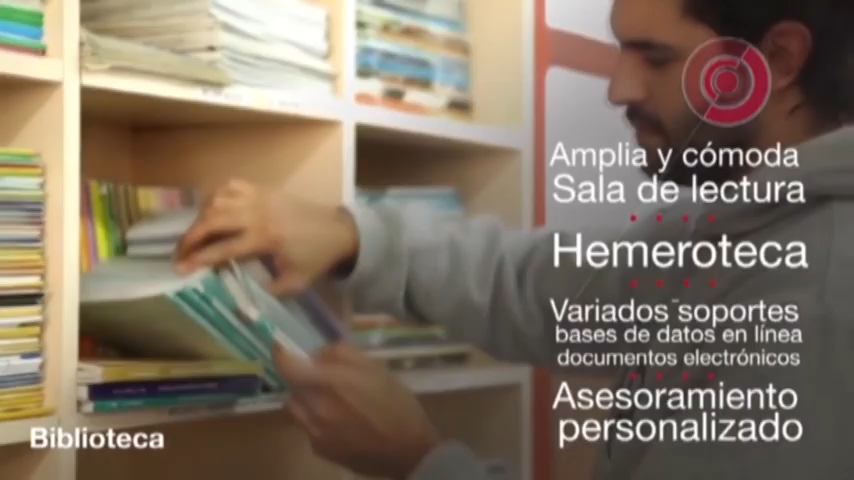 Amplia y cómoda
Sala de lectura
Hemeroteca
Variados soportes
bases de datos en línea
documentos electrónicos
Asesoramiento
personalizado
Biblioteca